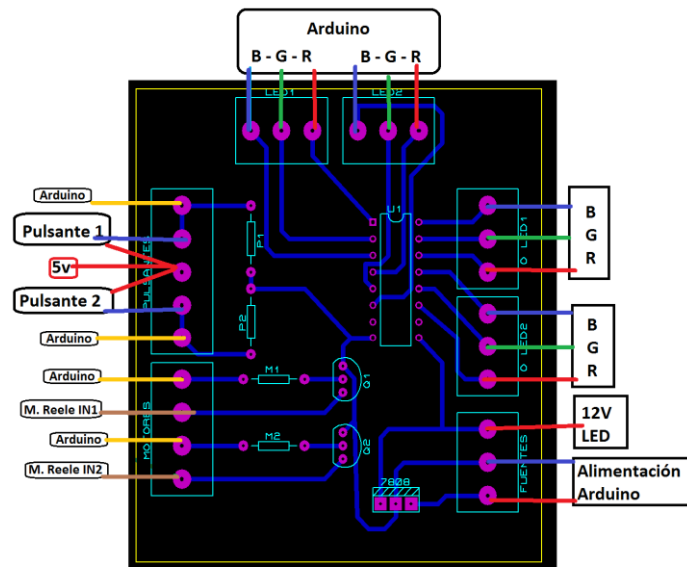 Arduino
B - G - R
B - G - R
LED1
LED2
Arduino
Pulsante 1
5v
Pulsante 2
Arduino
PULSANTES
P1
P2
U1
O LED1
B
G
R
O LED2
B
G
R
Arduino
M. Reele IN1
Arduino
M. Reele IN2
MOTORES
M1
M2
Q1
Q2
7808
FUENTES
12V
LED
Alimentación
Arduino